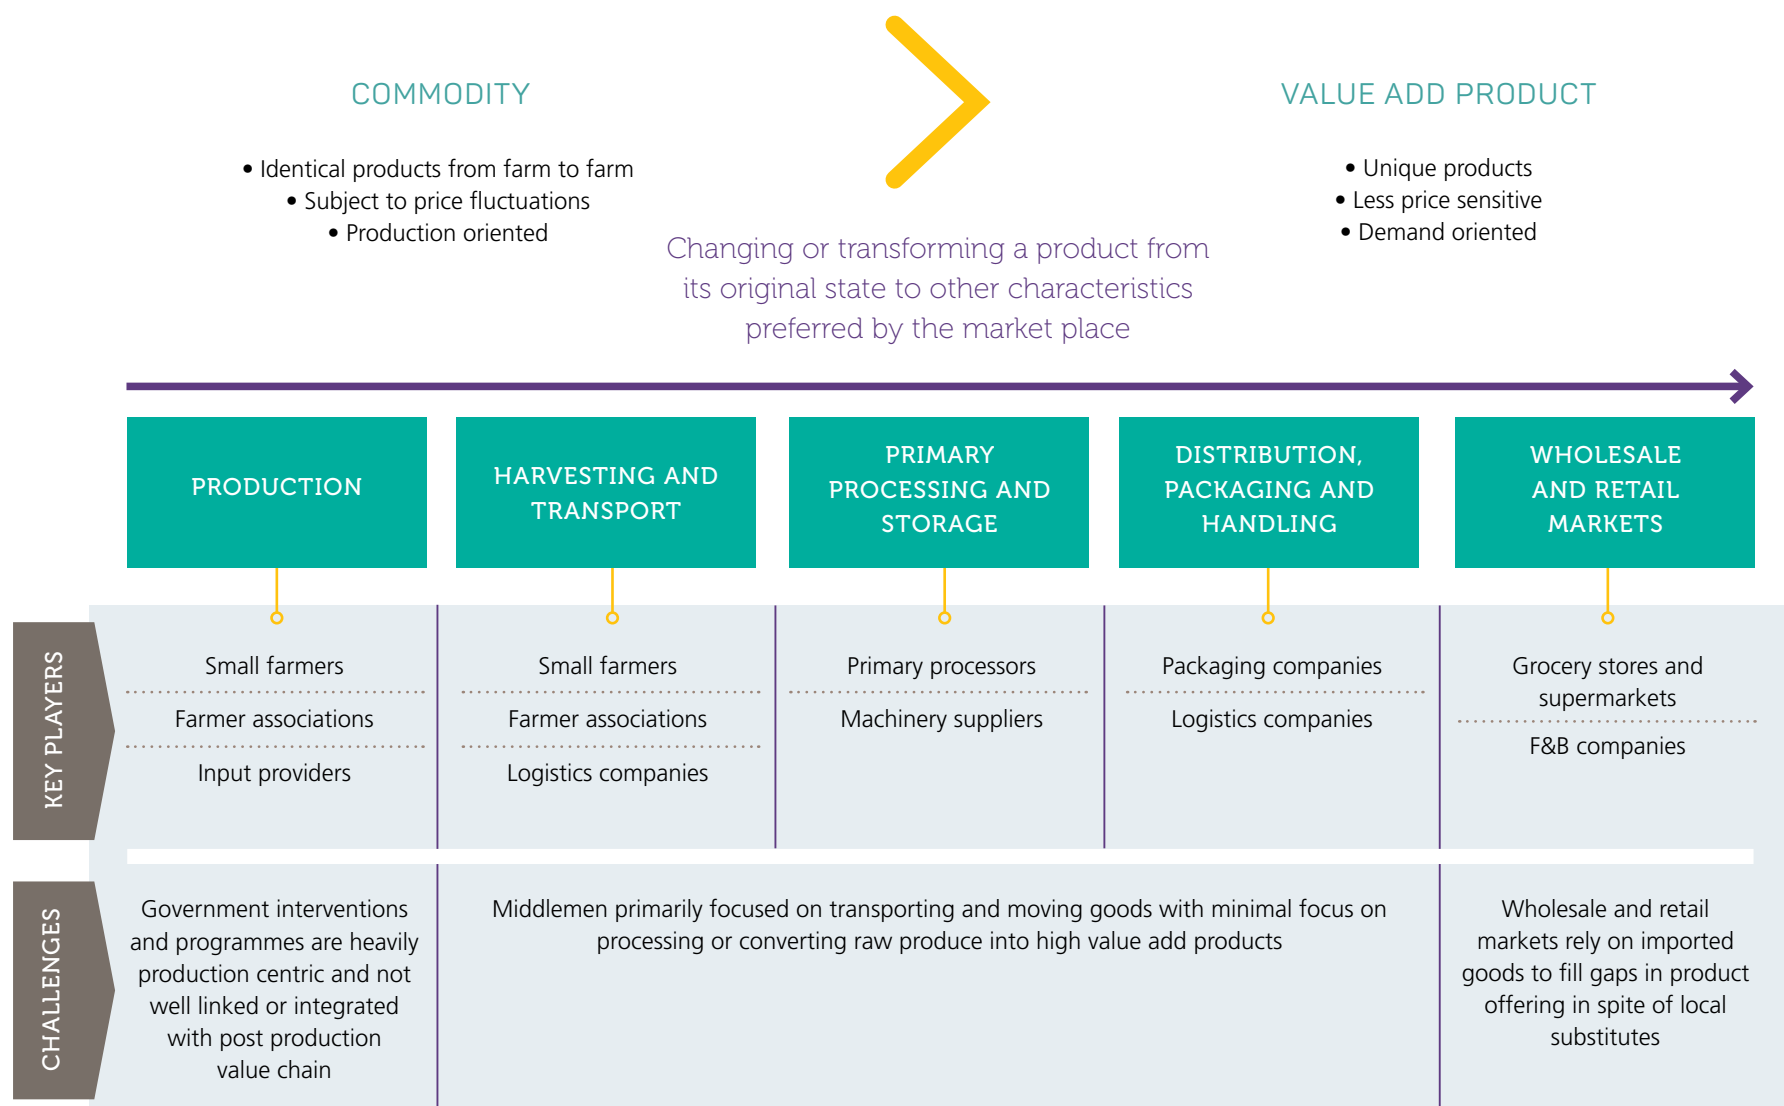 COMMODITY
• Identical products from farm to farm
• Subject to price fluctuations
• Production oriented
VALUE ADD PRODUCT
• Unique products
• Less price sensitive
• Demand oriented
Changing or transforming a product from
its original state to other characteristics
preferred by the market place
PRODUCTION
HARVESTING AND
TRANSPORT
PRIMARY
PROCESSING AND
STORAGE
DISTRIBUTION,
PACKAGING AND
HANDLING
WHOLESALE
AND RETAIL
MARKETS
KEY PLAYERS
Small farmers
Farmer associations
Input providers
Small farmers
Farmer associations
Logistics companies
Primary processors
Machinery suppliers
Packaging companies
Logistics companies
Grocery stores and
supermarkets
F&B companies
CHALLENGES
Government interventions
and programmes are heavily
production centric and not
well linked or integrated
with post production
value chain
Middlemen primarily focused on transporting and moving goods with minimal focus on
processing or converting raw produce into high value add products
Wholesale and retail
markets rely on imported
goods to fill gaps in product
offering in spite of local
substitutes